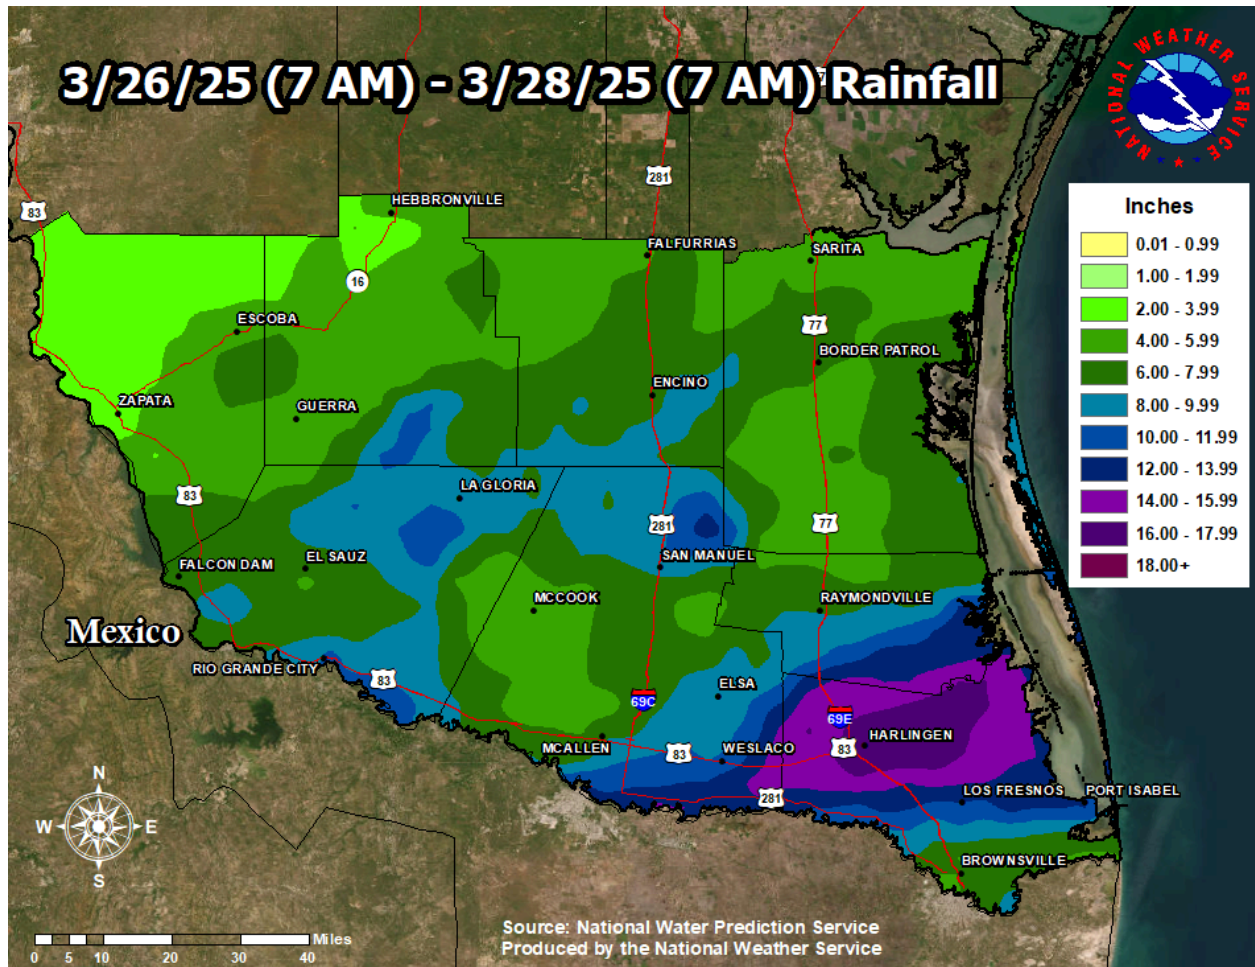 3/26/25 (7 AM) - 3/28/25 (7 AM) Rainfall
NATIONAL WEATHER SERVICE
Inches
0.01 - 0.99
1.00 - 1.99
2.00 - 3.99
4.00 - 5.99
6.00 - 7.99
8.00 - 9.99
10.00 - 11.99
12.00 - 13.99
14.00 - 15.99
16.00 - 17.99
18.00+
281
83
HEBBRONVILLE
FALFURRIAS
SARITA
16
ESCOBA
77
BORDER PATROL
ENCINO
ZAPATA
GUERRA
LA GLORIA
83
281
77
SAN MANUEL
EL SAUZ
FALCON DAM
MCCOOK
RAYMONDVILLE
Mexico
RIO GRANDE CITY
83
ELSA
69C
69E
HARLINGEN
MCALLEN
83
WESLACO
83
281
LOS FRESNOS
PORT ISABEL
BROWNSVILLE
N
W
E
S
Miles
0 5 10 20 30 40
Source: National Water Prediction Service
Produced by the National Weather Service